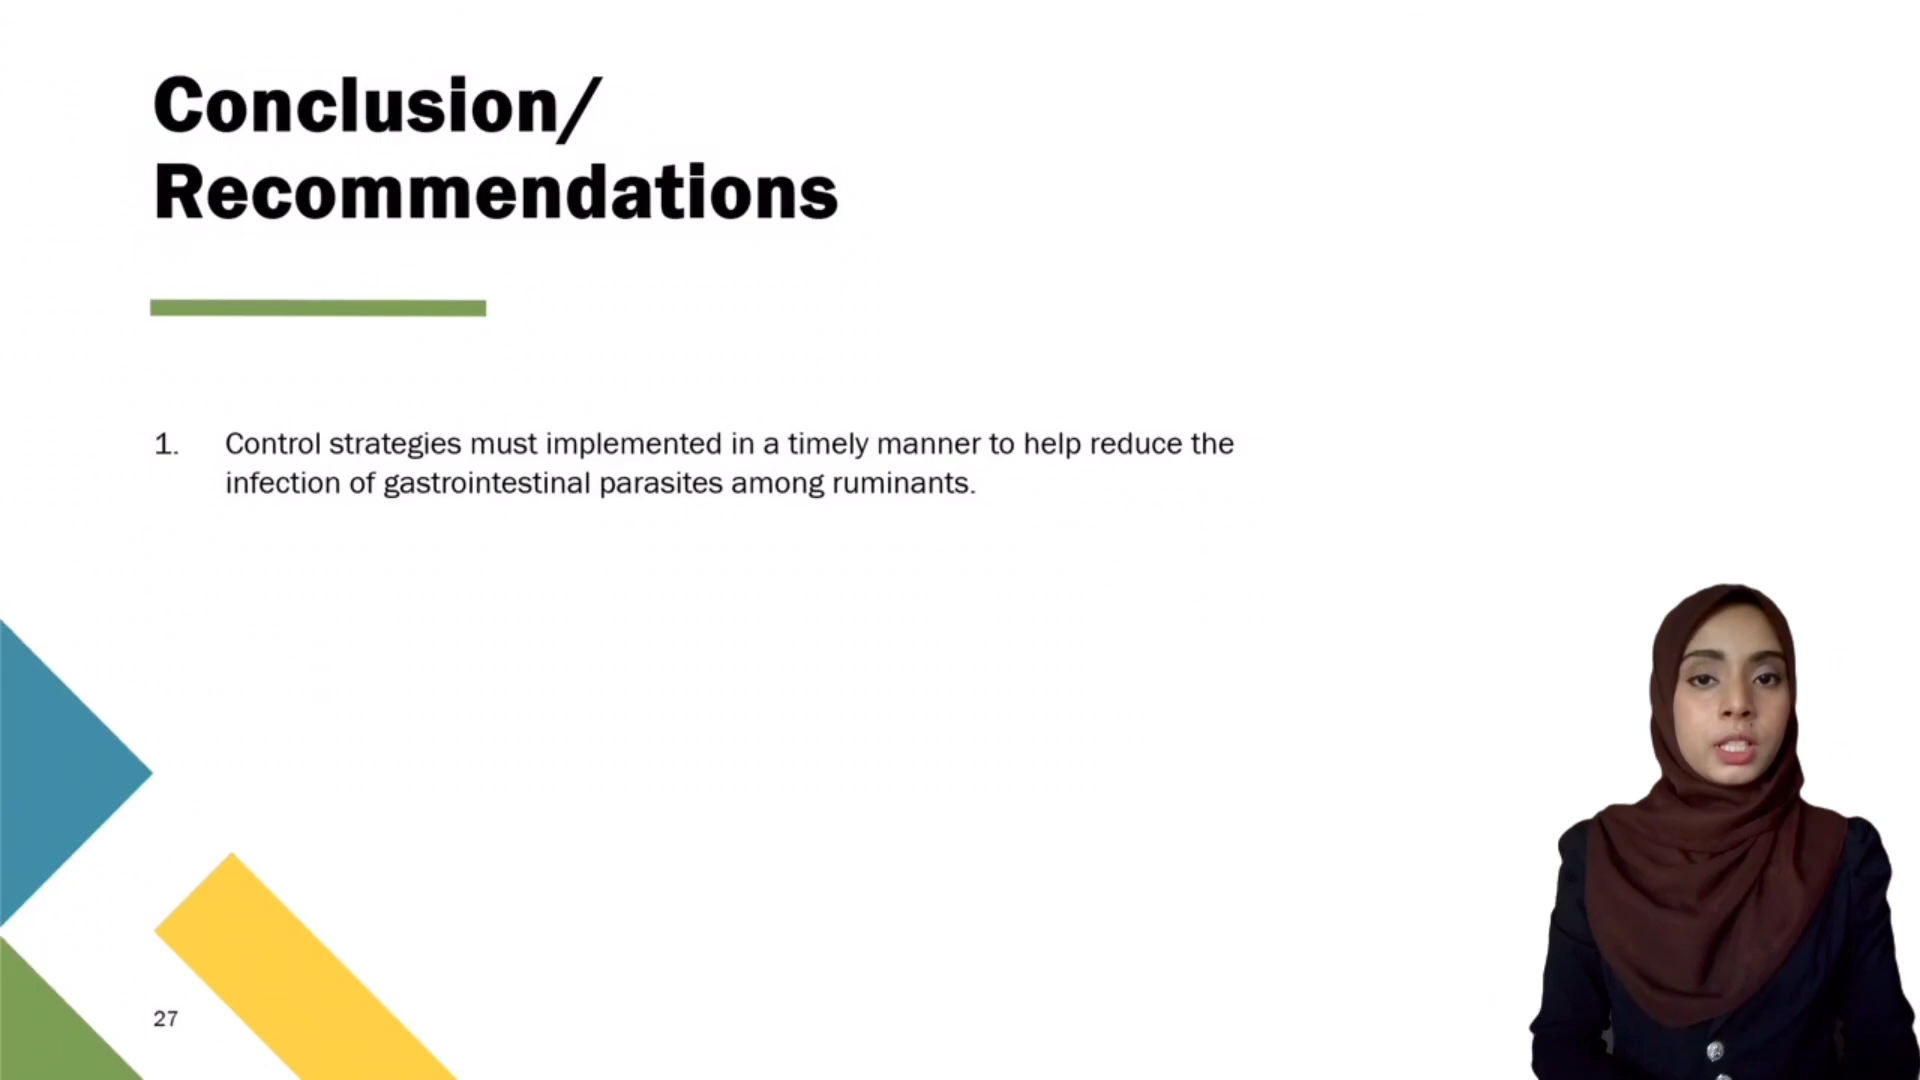 Conclusion/
Recommendations
1. Control strategies must implemented in a timely manner to help reduce the
infection of gastrointestinal parasites among ruminants.
27